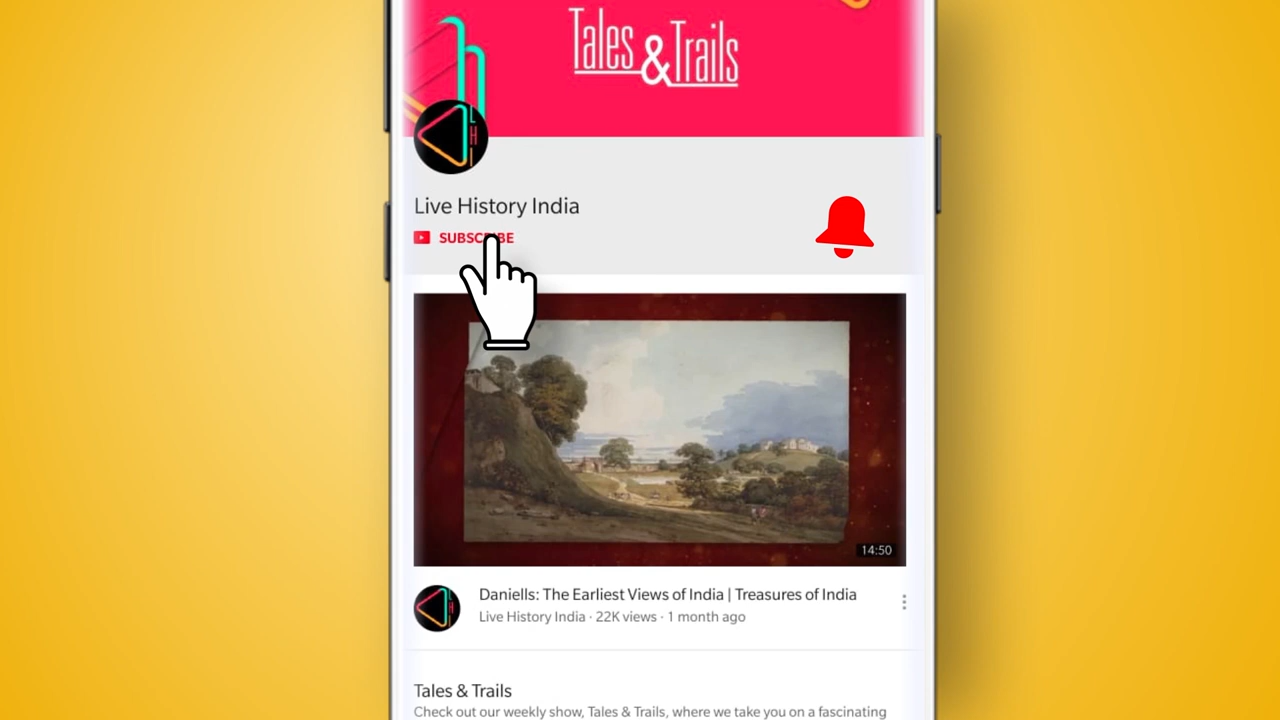 Tales & Trails
LHI
Live History India
SUBSCRIBE
14:50
Daniells: The Earliest Views of India | Treasures of India
LHI
Live History India · 22K views · 1 month ago
Tales & Trails
Check out our weekly show, Tales & Trails, where we take you on a fascinating